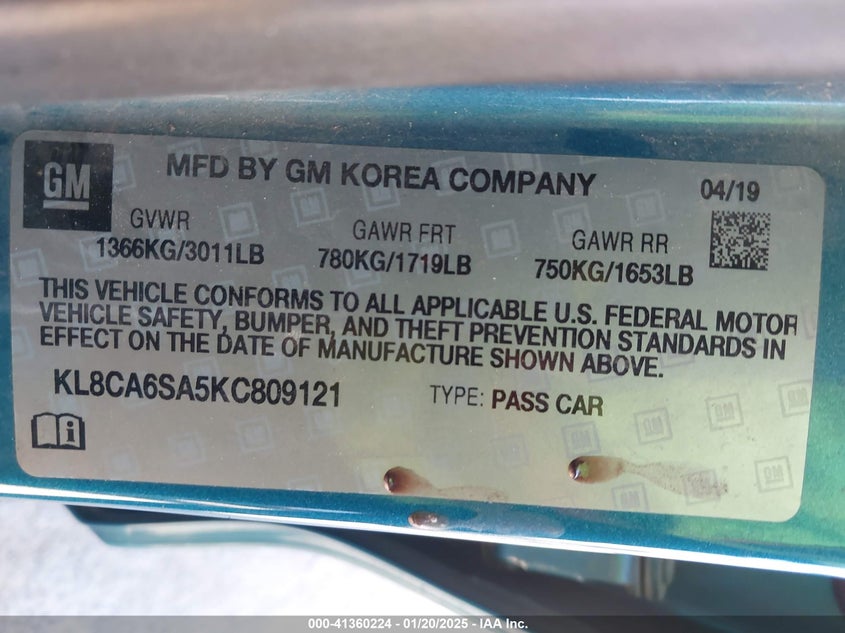 GM
MFD BY GM KOREA COMPANY
04/19
GVWR
1366KG/3011LB
GAWR FRT
780KG/1719LB
GAWR RR
750KG/1653LB
THIS VEHICLE CONFORMS TO ALL APPLICABLE U.S. FEDERAL MOTOR
VEHICLE SAFETY, BUMPER, AND THEFT PREVENTION STANDARDS IN
EFFECT ON THE DATE OF MANUFACTURE SHOWN ABOVE.
KL8CA6SA5KC809121
TYPE: PASS CAR
i
GM
000-41360224 - 01/20/2025 - IAA Inc.